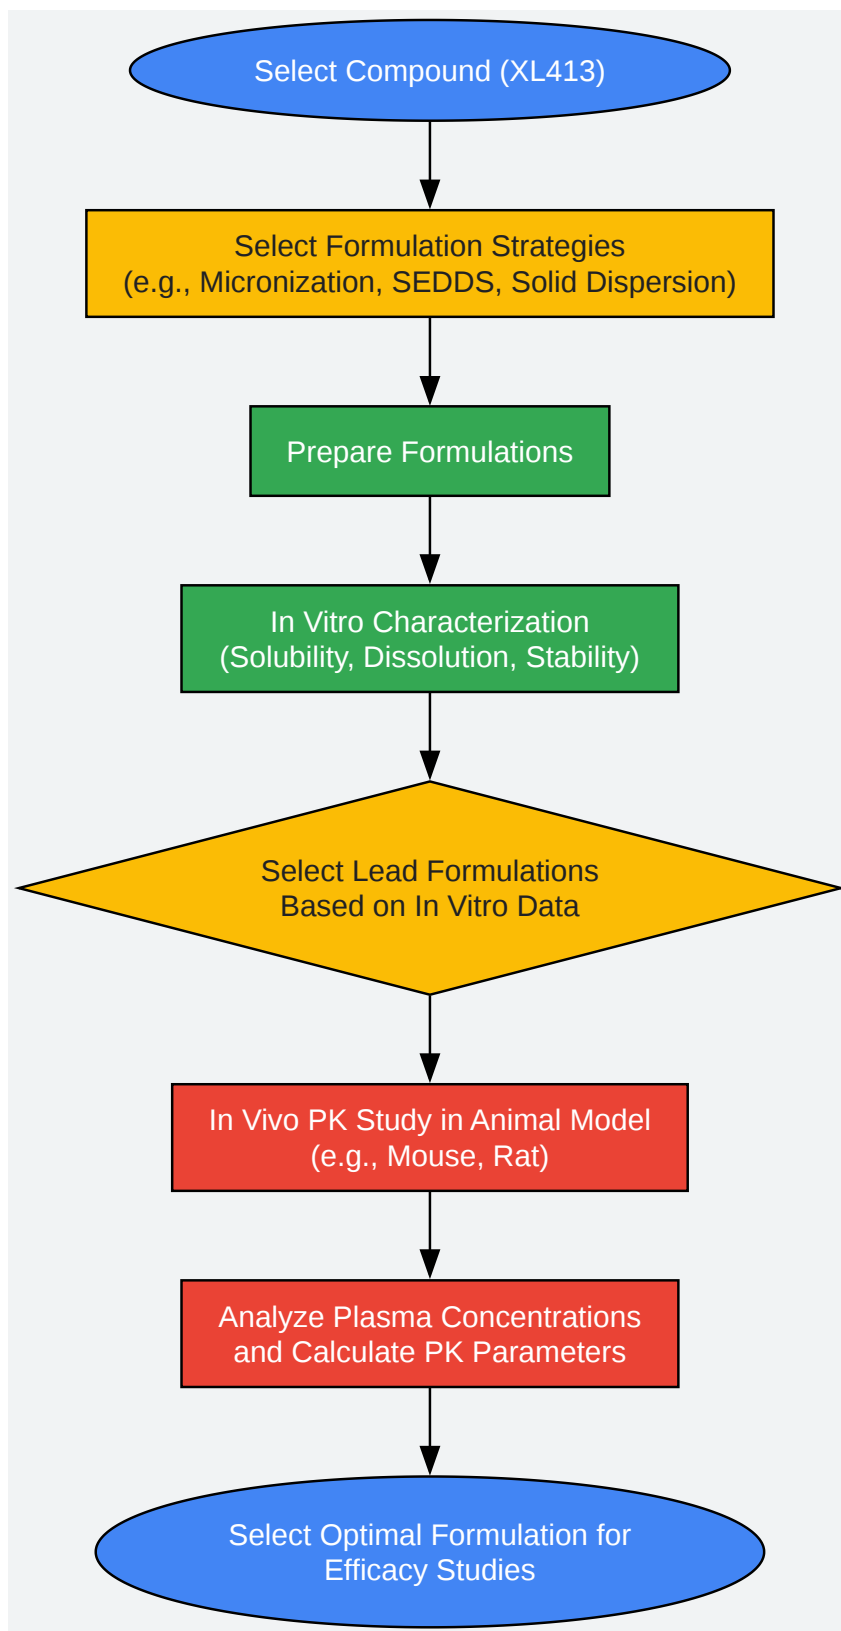 Select Compound (XL413)
Select Formulation Strategies
(e.g., Micronization, SEDDS, Solid Dispersion)
Prepare Formulations
In Vitro Characterization
(Solubility, Dissolution, Stability)
Select Lead Formulations
Based on In Vitro Data
In Vivo PK Study in Animal Model
(e.g., Mouse, Rat)
Analyze Plasma Concentrations
and Calculate PK Parameters
Select Optimal Formulation for
Efficacy Studies